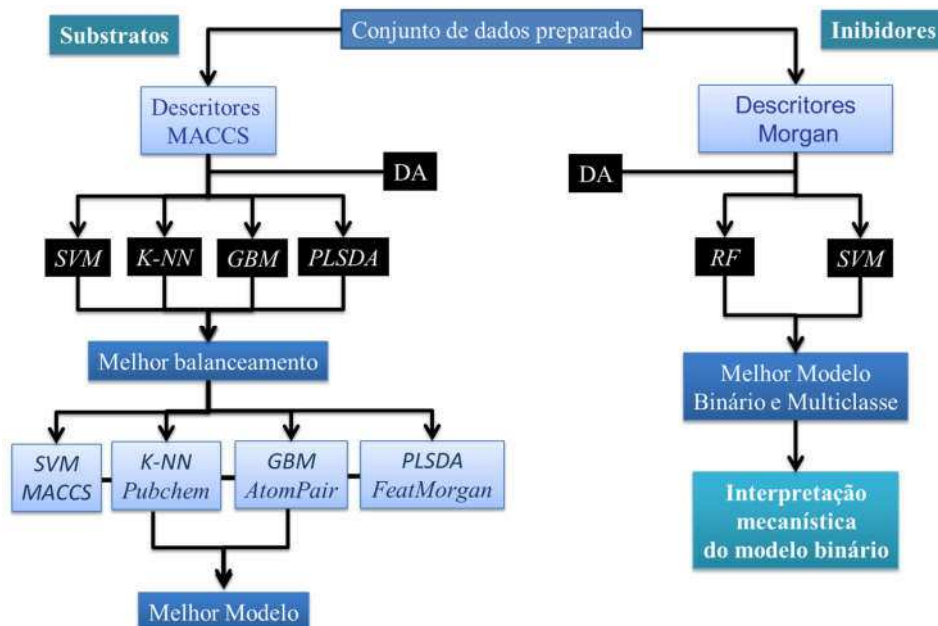 Substratos
Conjunto de dados preparado
Inibidores
Descritores
MACCS
Descritores
Morgan
DA
DA
SVM
K-NN
GBM
PLSDA
RF
SVM
Melhor balanceamento
Melhor Modelo
Binário e Multiclasse
SVM
MACCS
K-NN
Pubchem
GBM
AtomPair
PLSDA
FeatMorgan
Interpretação
mecanística
do modelo binário
Melhor Modelo